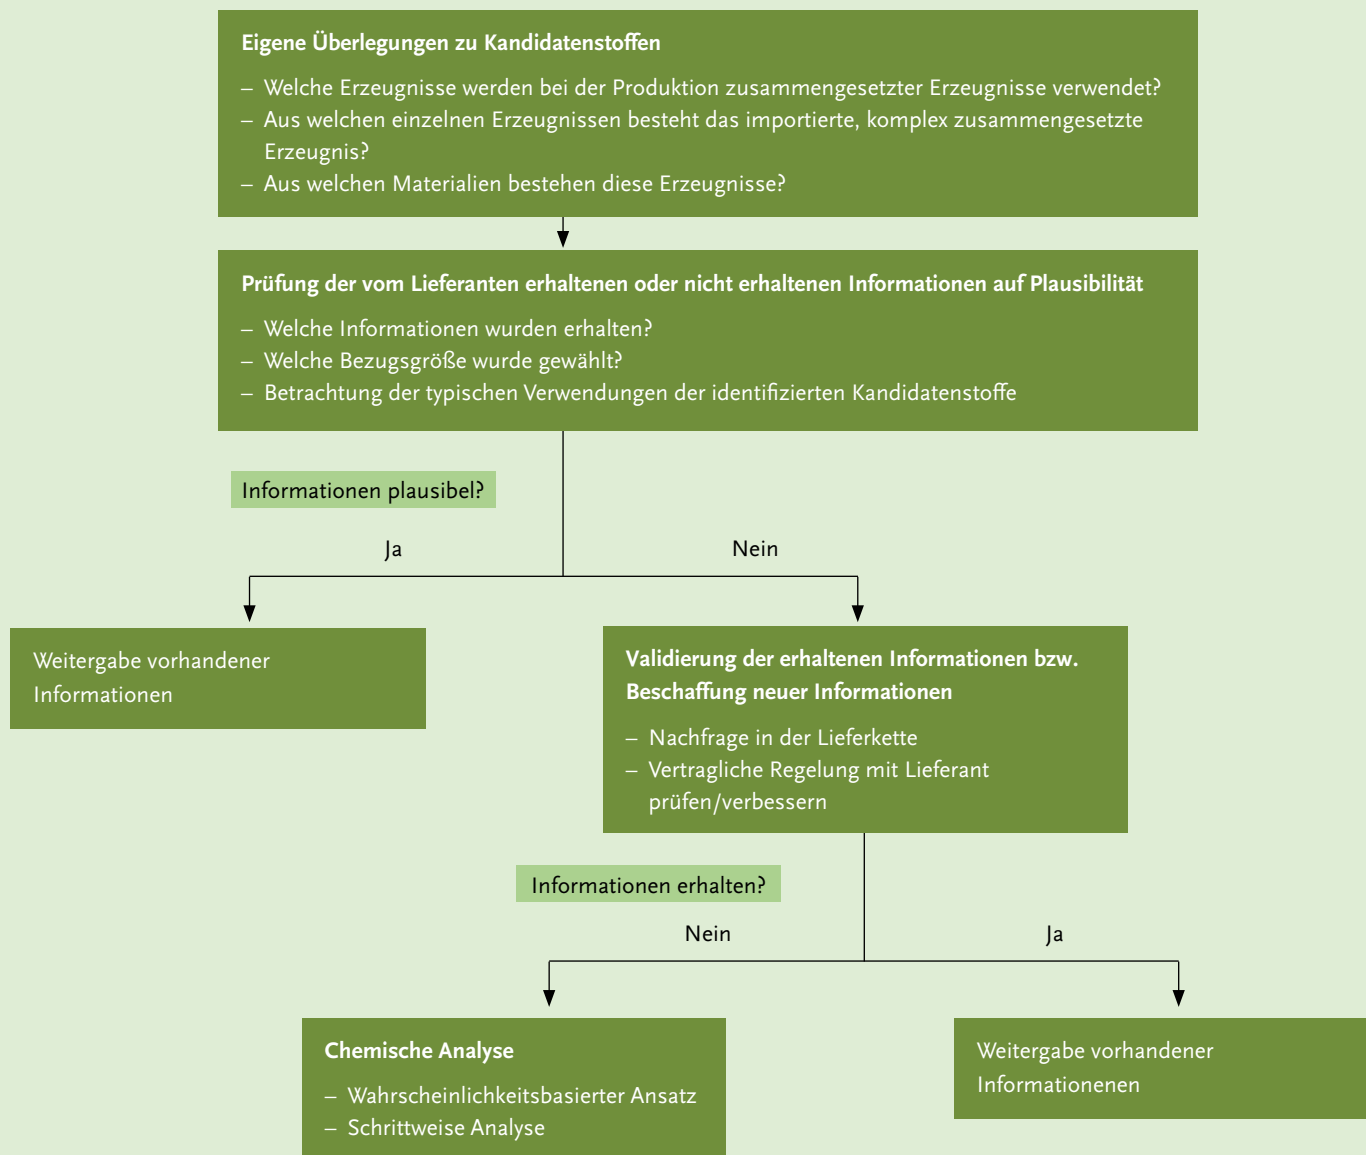 Eigene Überlegungen zu Kandidatenstoffen
– Welche Erzeugnisse werden bei der Produktion zusammengesetzter Erzeugnisse verwendet?
– Aus welchen einzelnen Erzeugnissen besteht das importierte, komplex zusammengesetzte
Erzeugnis?
– Aus welchen Materialien bestehen diese Erzeugnisse?
Prüfung der vom Lieferanten erhaltenen oder nicht erhaltenen Informationen auf Plausibilität
– Welche Informationen wurden erhalten?
– Welche Bezugsgröße wurde gewählt?
– Betrachtung der typischen Verwendungen der identifizierten Kandidatenstoffe
Informationen plausibel?
Ja
Nein
Weitergabe vorhandener
Informationen
Validierung der erhaltenen Informationen bzw.
Beschaffung neuer Informationen
– Nachfrage in der Lieferkette
– Vertragliche Regelung mit Lieferant
prüfen/verbessern
Informationen erhalten?
Nein
Ja
Chemische Analyse
– Wahrscheinlichkeitsbasierter Ansatz
– Schrittweise Analyse
Weitergabe vorhandener
Informationenen